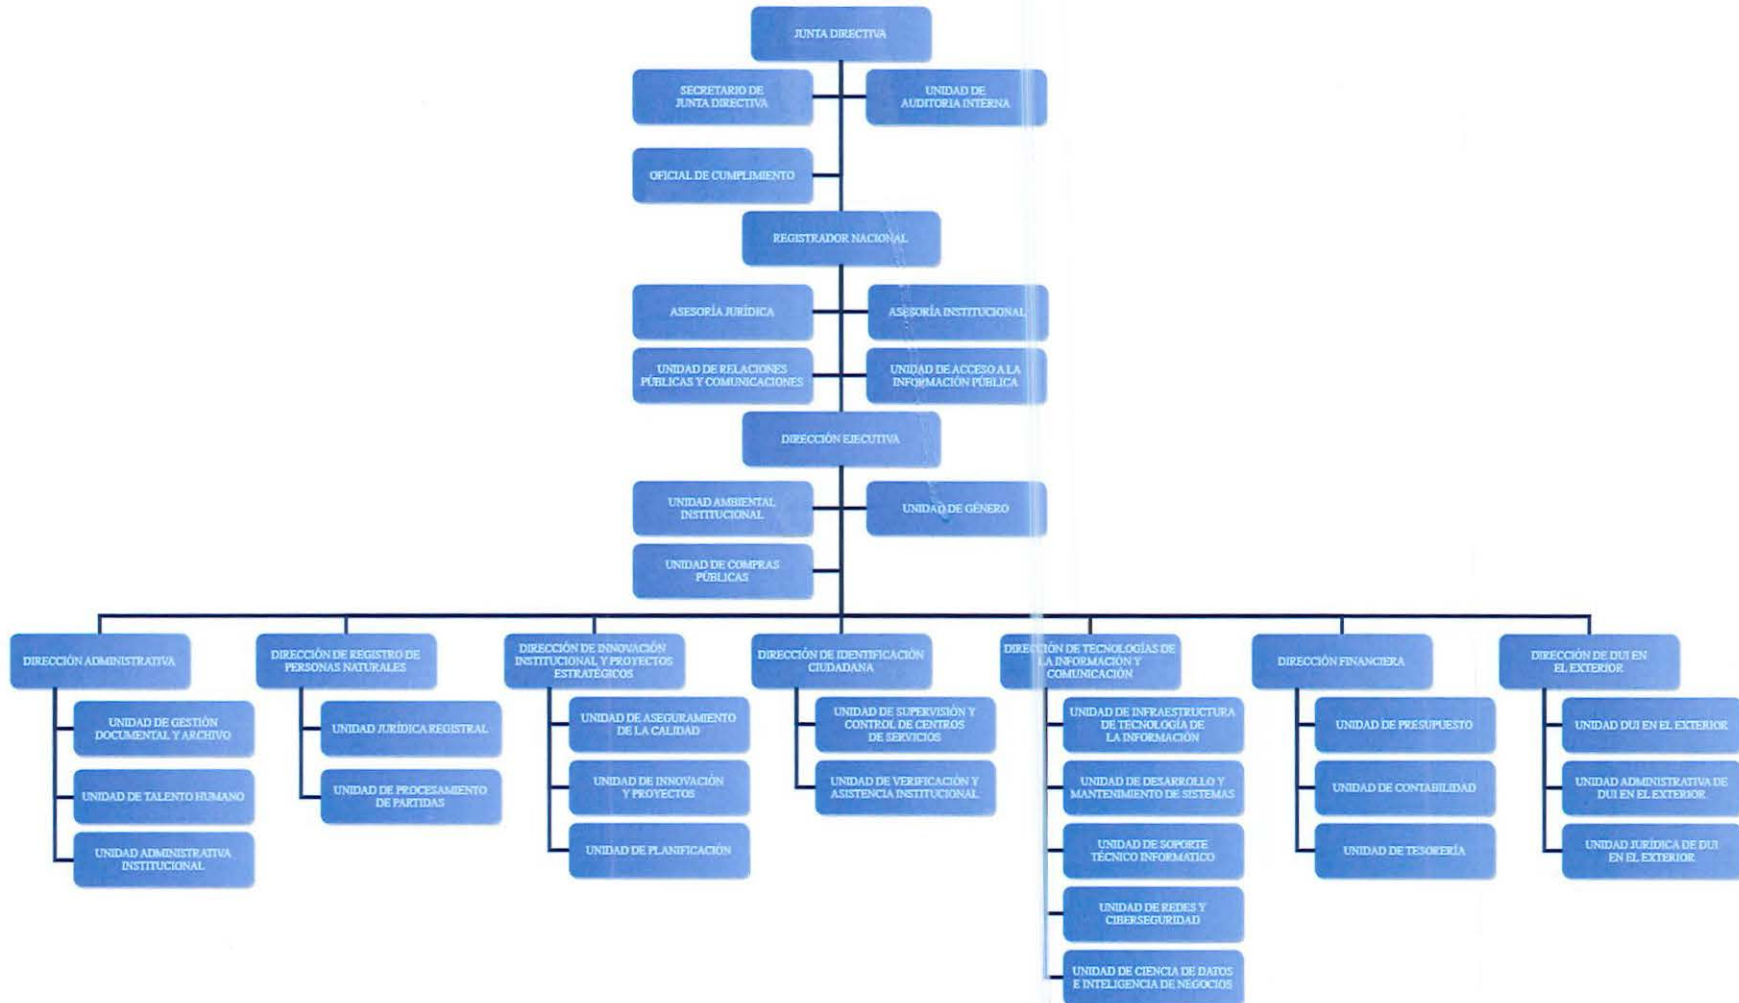 JUNTA DIRECTIVA
SECRETARIO DE
JUNTA DIRECTIVA
UNIDAD DE
AUDITORÍA INTERNA
OFICIAL DE CUMPLIMIENTO
REGISTRADOR NACIONAL
ASESORÍA JURÍDICA
ASESORÍA INSTITUCIONAL
UNIDAD DE RELACIONES
PÚBLICAS Y COMUNICACIONES
UNIDAD DE ACCESO A LA
INFORMACIÓN PÚBLICA
DIRECCIÓN EJECUTIVA
UNIDAD AMBIENTAL
INSTITUCIONAL
UNIDAD DE GÉNERO
UNIDAD DE COMPRAS
PÚBLICAS
DIRECCIÓN ADMINISTRATIVA
UNIDAD DE GESTIÓN
DOCUMENTAL Y ARCHIVO
UNIDAD DE TALENTO HUMANO
UNIDAD ADMINISTRATIVA
INSTITUCIONAL
DIRECCIÓN DE REGISTRO DE
PERSONAS NATURALES
UNIDAD JURÍDICA REGISTRAL
UNIDAD DE PROCESAMIENTO
DE PARTIDAS
DIRECCIÓN DE INNOVACIÓN
INSTITUCIONAL Y PROYECTOS
ESTRATÉGICOS
UNIDAD DE ASEGURAMIENTO
DE LA CALIDAD
UNIDAD DE INNOVACIÓN
Y PROYECTOS
UNIDAD DE PLANIFICACIÓN
DIRECCIÓN DE IDENTIFICACIÓN
CIUDADANA
UNIDAD DE SUPERVISIÓN Y
CONTROL DE CENTROS
DE SERVICIOS
UNIDAD DE VERIFICACIÓN Y
ASISTENCIA INSTITUCIONAL
DIRECCIÓN DE TECNOLOGÍAS DE
LA INFORMACIÓN Y
COMUNICACIÓN
UNIDAD DE INFRAESTRUCTURA
DE TECNOLOGÍA DE
LA INFORMACIÓN
UNIDAD DE DESARROLLO Y
MANTENIMIENTO DE SISTEMAS
UNIDAD DE SOPORTE
TÉCNICO INFORMATICO
UNIDAD DE REDES Y
CIBERSEGURIDAD
UNIDAD DE CIENCIA DE DATOS
E INTELIGENCIA DE NEGOCIOS
DIRECCIÓN FINANCIERA
UNIDAD DE PRESUPUESTO
UNIDAD DE CONTABILIDAD
UNIDAD DE TESORERÍA
DIRECCIÓN DE DUI EN
EL EXTERIOR
UNIDAD DUI EN EL EXTERIOR
UNIDAD ADMINISTRATIVA DE
DUI EN EL EXTERIOR
UNIDAD JURÍDICA DE DUI
EN EL EXTERIOR